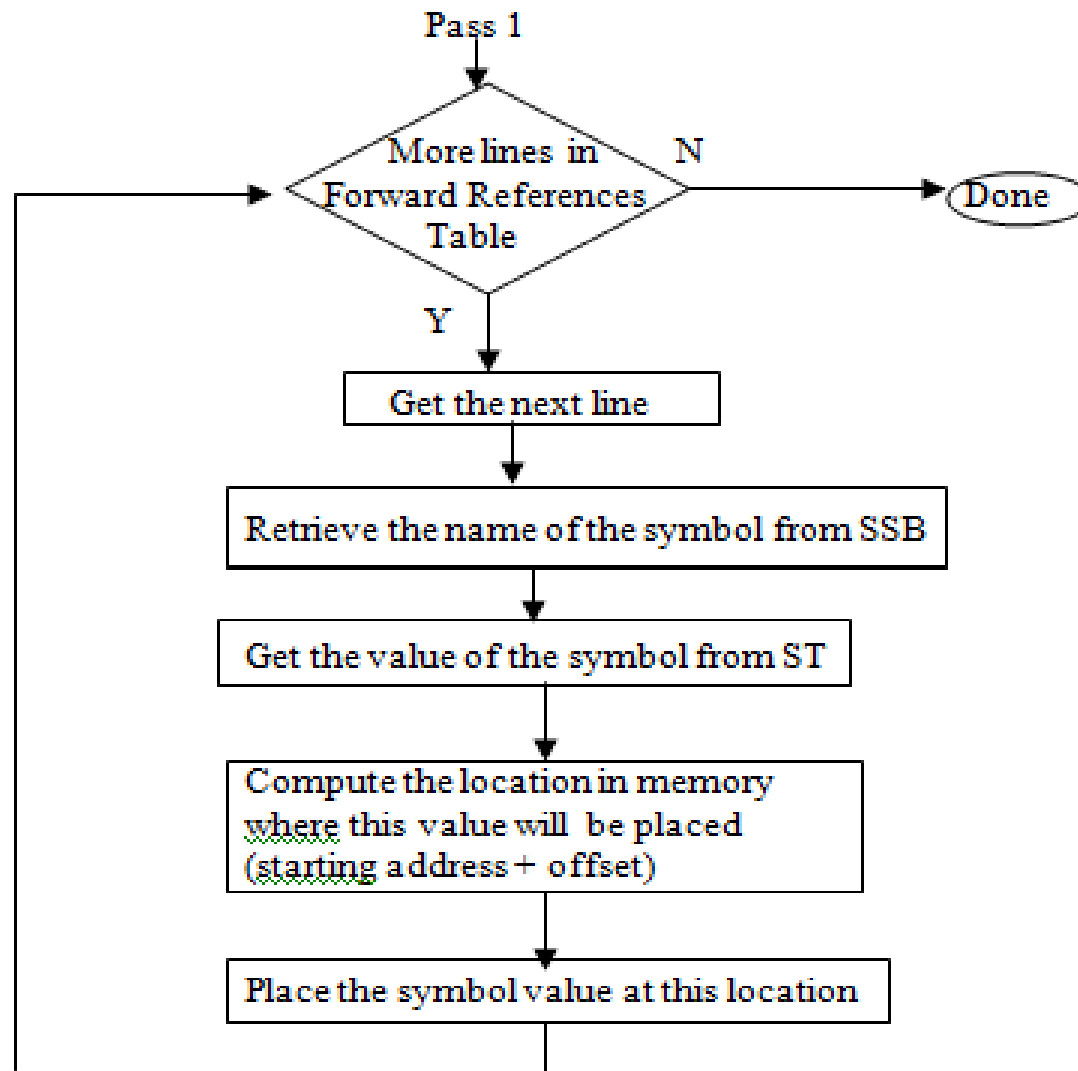 Pass 1
More lines in
Forward References
Table
N
Done
Y
Get the next line
Retrieve the name of the symbol from SSB
Get the value of the symbol from ST
Compute the location in memory
where this value will be placed
(starting address + offset)
Place the symbol value at this location